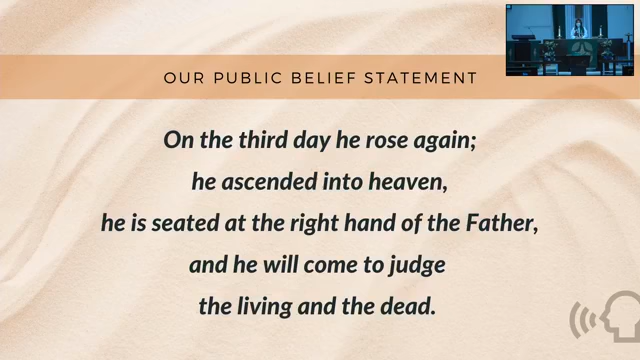 OUR PUBLIC BELIEF STATEMENT
On the third day he rose again;
he ascended into heaven,
he is seated at the right hand of the Father,
and he will come to judge
the living and the dead.